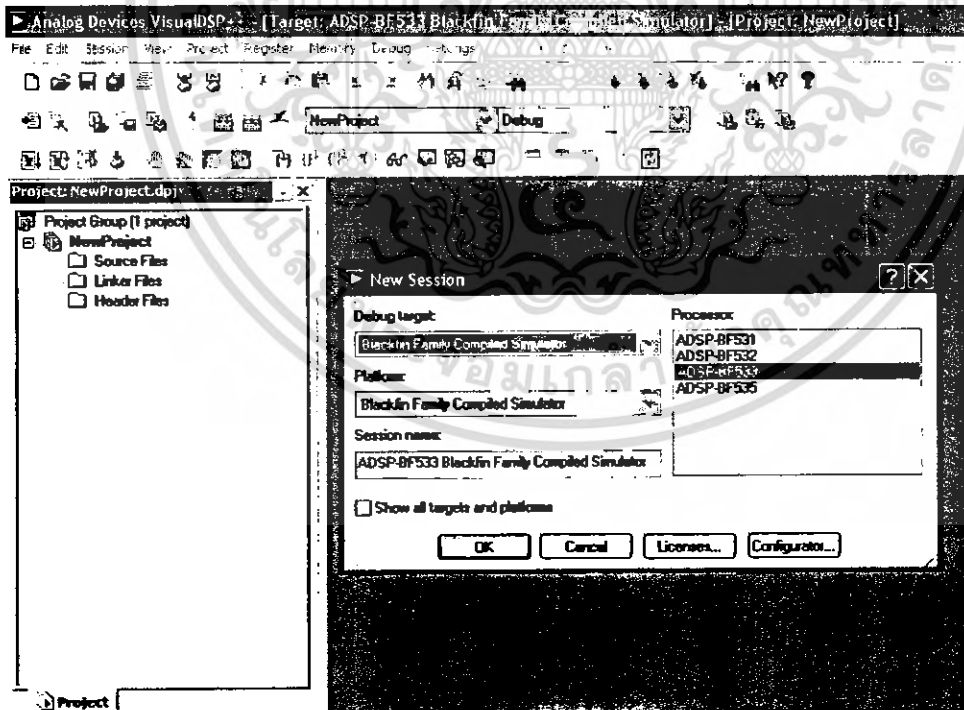 Analog Devices VisualDSP++ - [Target: ADSP-BF533 Blackfin Family Compiled Simulator] - [Project: NewProject]
File Edit Session View Project Register Memory Debug Settings
NewProject Debug
Project: NewProject.dpj
Project Group (1 project)
NewProject
Source Files
Linker Files
Header Files
New Session
Debug target:
Blackfin Family Compiled Simulator
Platform:
Blackfin Family Compiled Simulator
Session name:
ADSP-BF533 Blackfin Family Compiled Simulator
Show all targets and platforms
Processor:
ADSP-BF531
ADSP-BF532
ADSP-BF533
ADSP-BF535
OK Cancel Licenses... Configurator...
Project